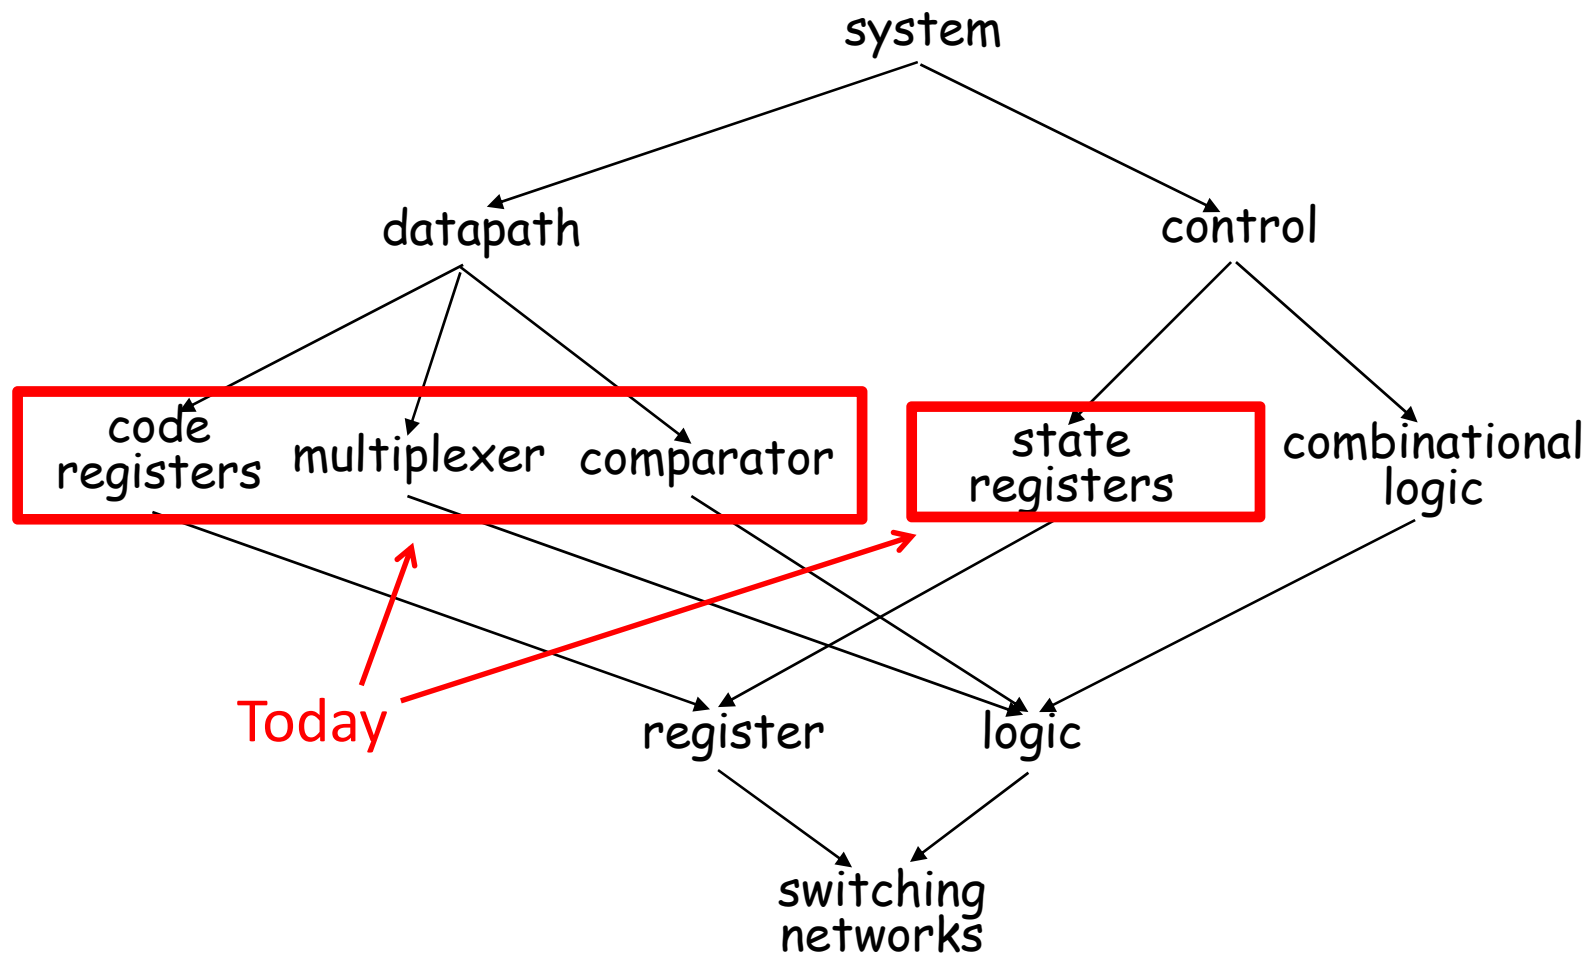 system
datapath
control
code
registers
multiplexer
comparator
state
registers
combinational
logic
Today
register
logic
switching
networks